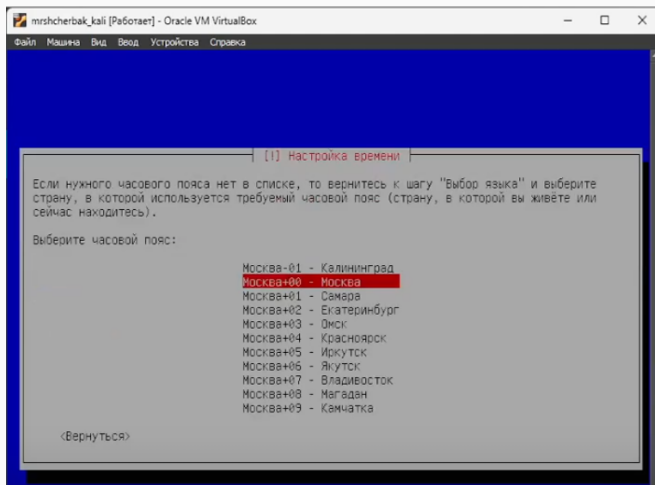 mrshcherbak_kali [Работает] - Oracle VM VirtualBox
Файл Машина Вид Ввод Устройства Справка
[!] Настройка времени
Если нужного часового пояса нет в списке, то вернитесь к шагу "Выбор языка" и выберите
страну, в которой используется требуемый часовой пояс (страну, в которой вы живёте или
сейчас находитесь).
Выберите часовой пояс:
Москва-01 - Калининград
Москва+00 - Москва
Москва+01 - Самара
Москва+02 - Екатеринбург
Москва+03 - Омск
Москва+04 - Красноярск
Москва+05 - Иркутск
Москва+06 - Якутск
Москва+07 - Владивосток
Москва+08 - Магадан
Москва+09 - Камчатка
<Вернуться>